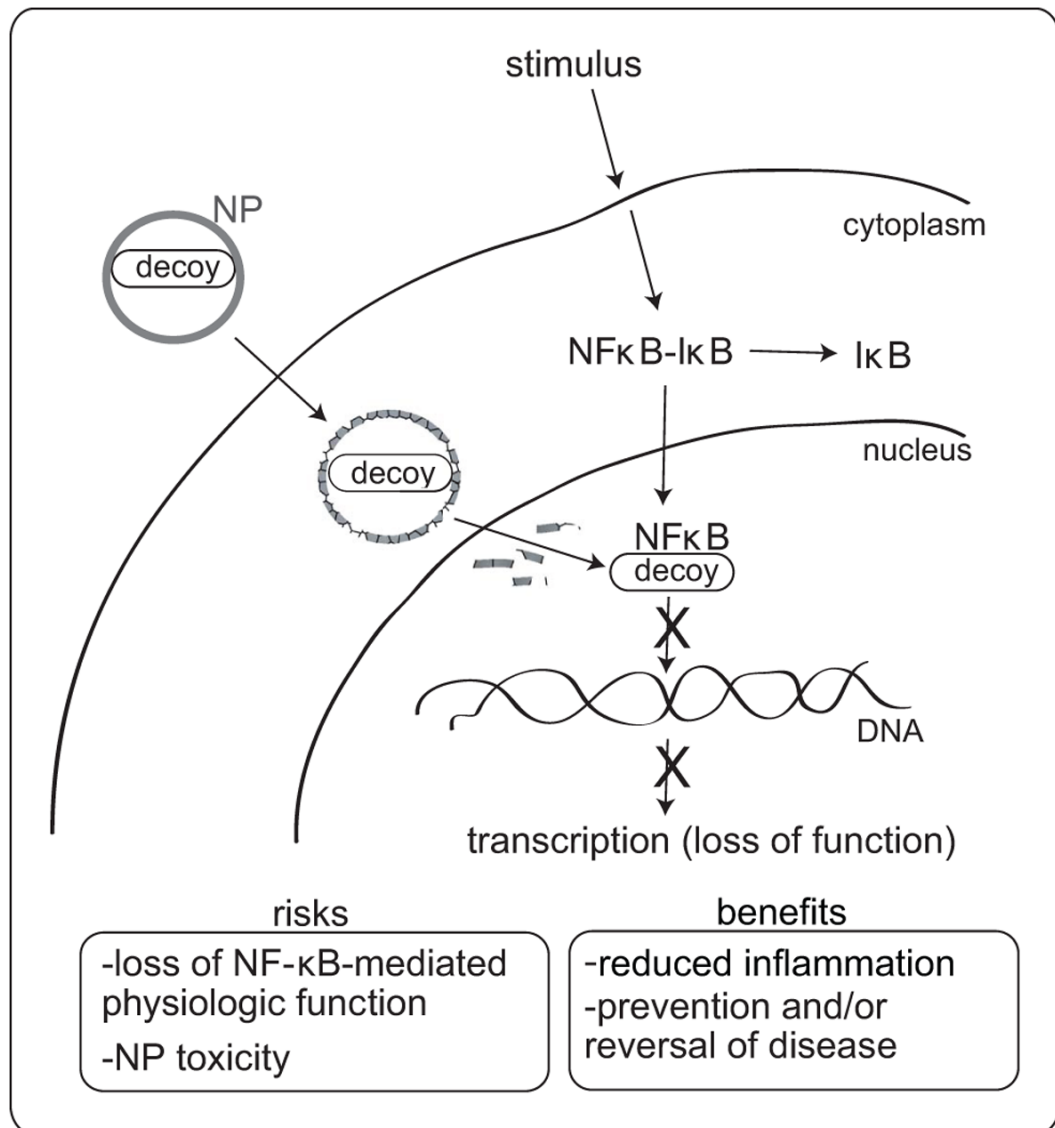 stimulus
NP
cytoplasm
decoy
NFκB-IκB
IκB
nucleus
decoy
NFκB
decoy
X
DNA
X
transcription (loss of function)
risks
-loss of NF-κB-mediated
physiologic function
-NP toxicity
benefits
-reduced inflammation
-prevention and/or
reversal of disease